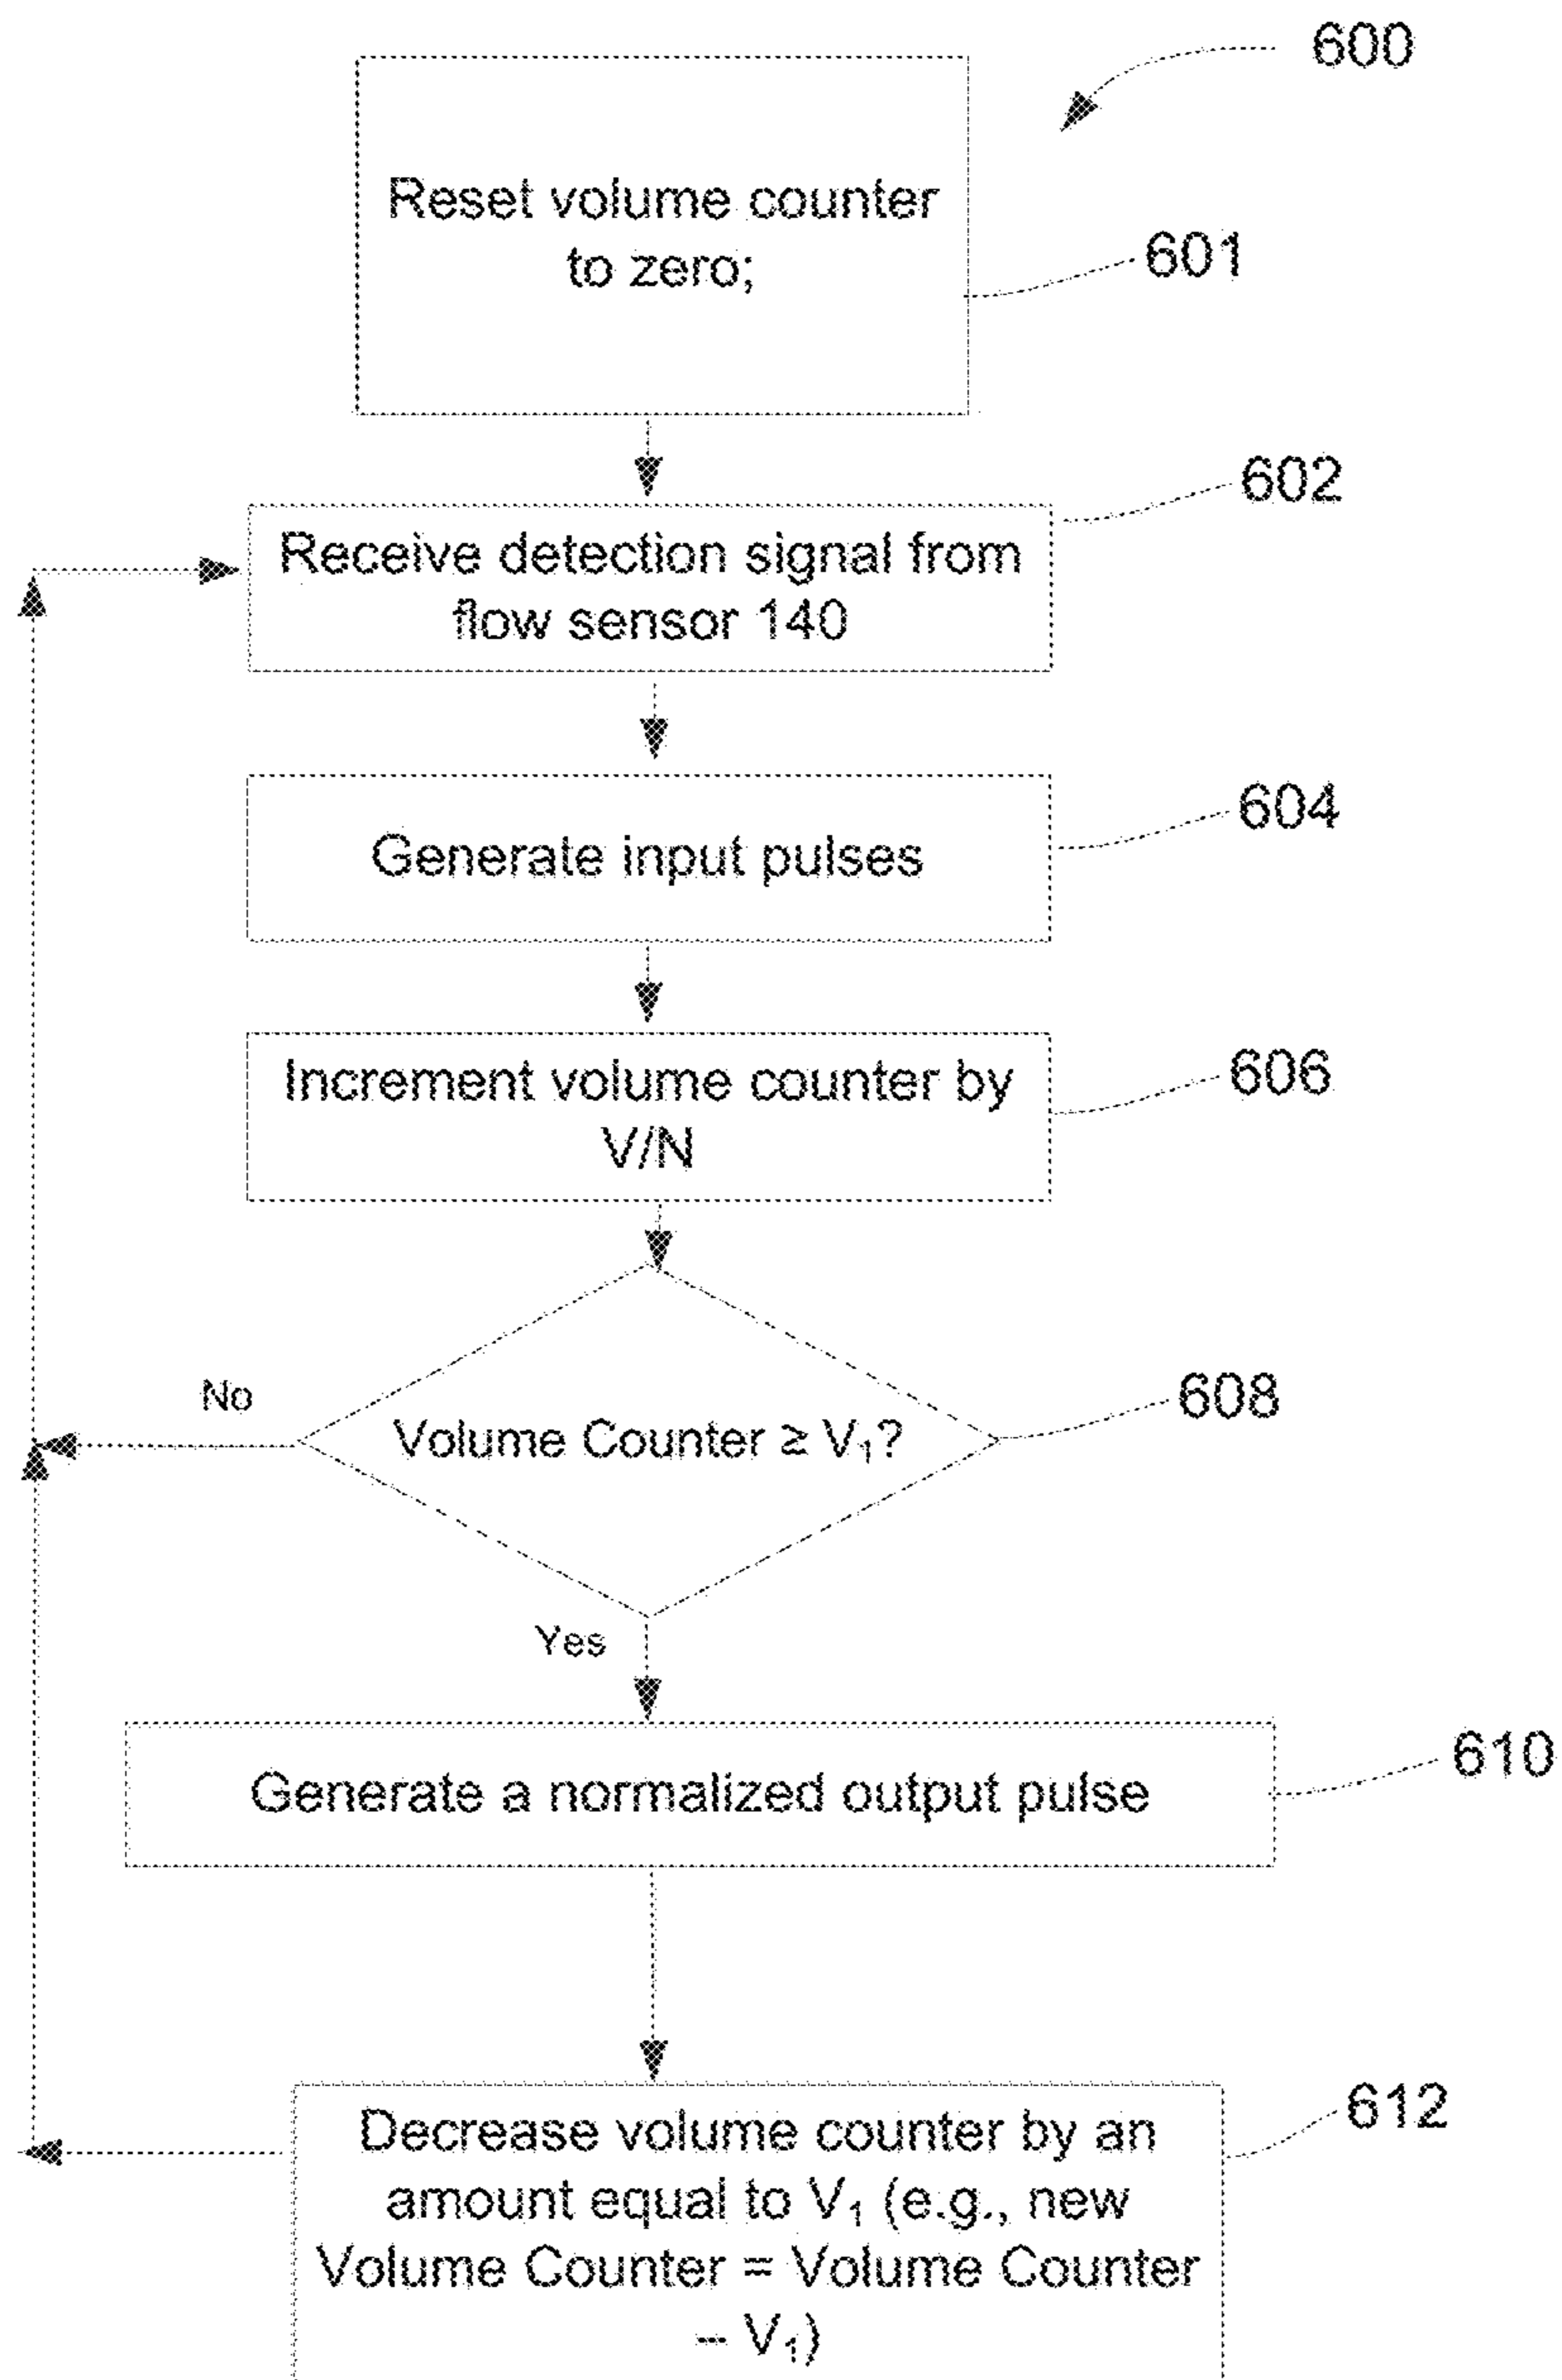 600
Reset volume counter
to zero;
601
602
Receive detection signal from
flow sensor 140
604
Generate input pulses
606
Increment volume counter by
V/N
No
608
Volume Counter ≥ V₁?
Yes
610
Generate a normalized output pulse
612
Decrease volume counter by an
amount equal to V₁ (e.g., new
Volume Counter = Volume Counter
– V₁)